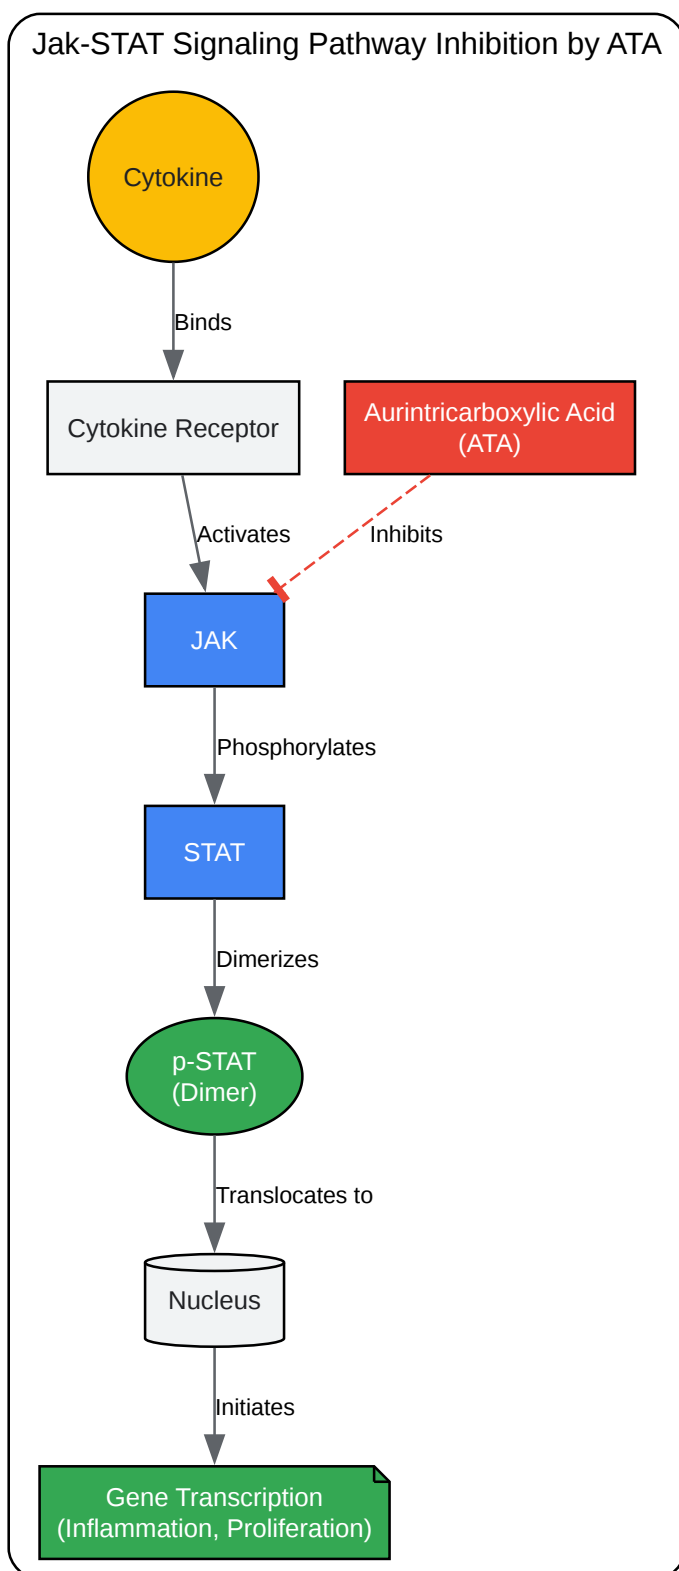 Jak-STAT Signaling Pathway Inhibition by ATA
Cytokine
Binds
Cytokine Receptor
Aurintricarboxylic Acid
(ATA)
Activates
Inhibits
JAK
Phosphorylates
STAT
Dimerizes
p-STAT
(Dimer)
Translocates to
Nucleus
Initiates
Gene Transcription
(Inflammation, Proliferation)